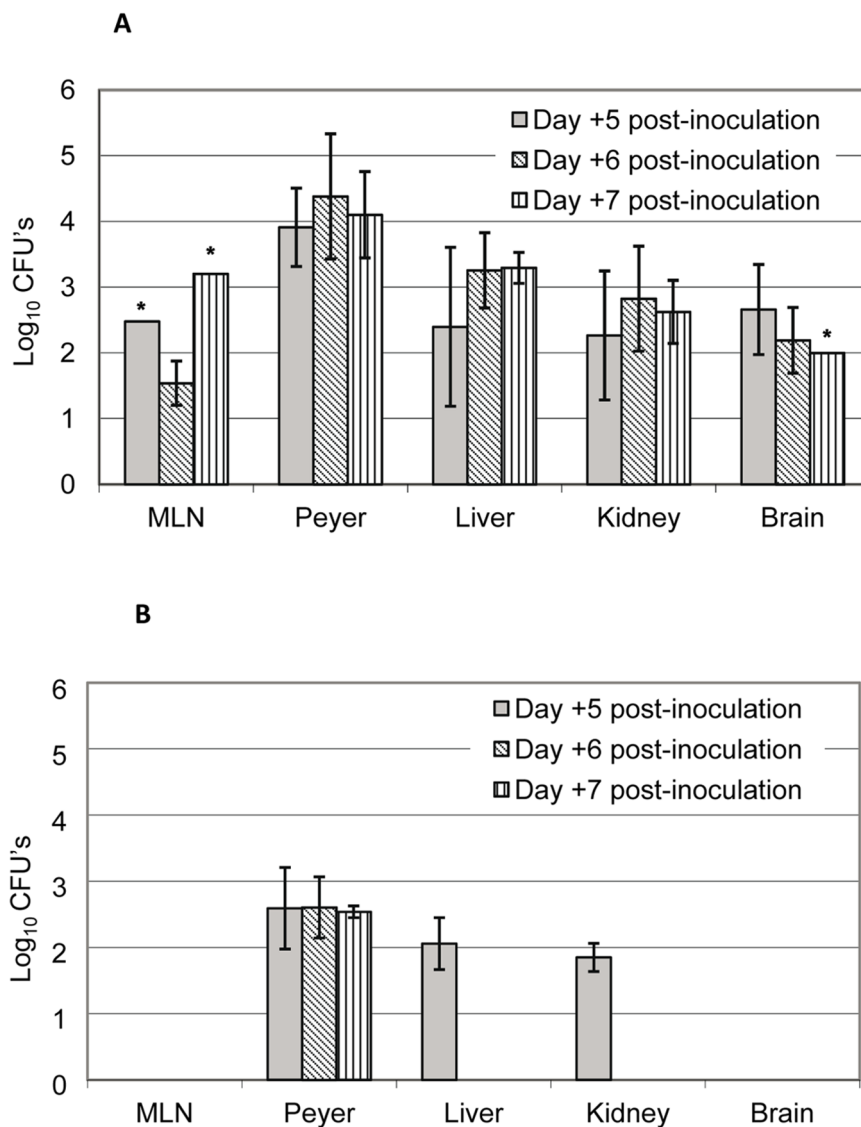 A
6
5
4
3
2
1
0
Log10 CFU's
Day +5 post-inoculation
Day +6 post-inoculation
Day +7 post-inoculation
*
*
*
MLN Peyer Liver Kidney Brain
B
6
5
4
3
2
1
0
Log10 CFU's
Day +5 post-inoculation
Day +6 post-inoculation
Day +7 post-inoculation
MLN Peyer Liver Kidney Brain